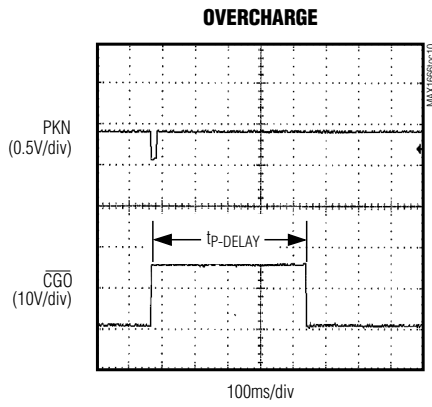 OVERCHARGE
MAX1666toc10
PKN
(0.5V/div)
tP-DELAY
CGO
(10V/div)
100ms/div